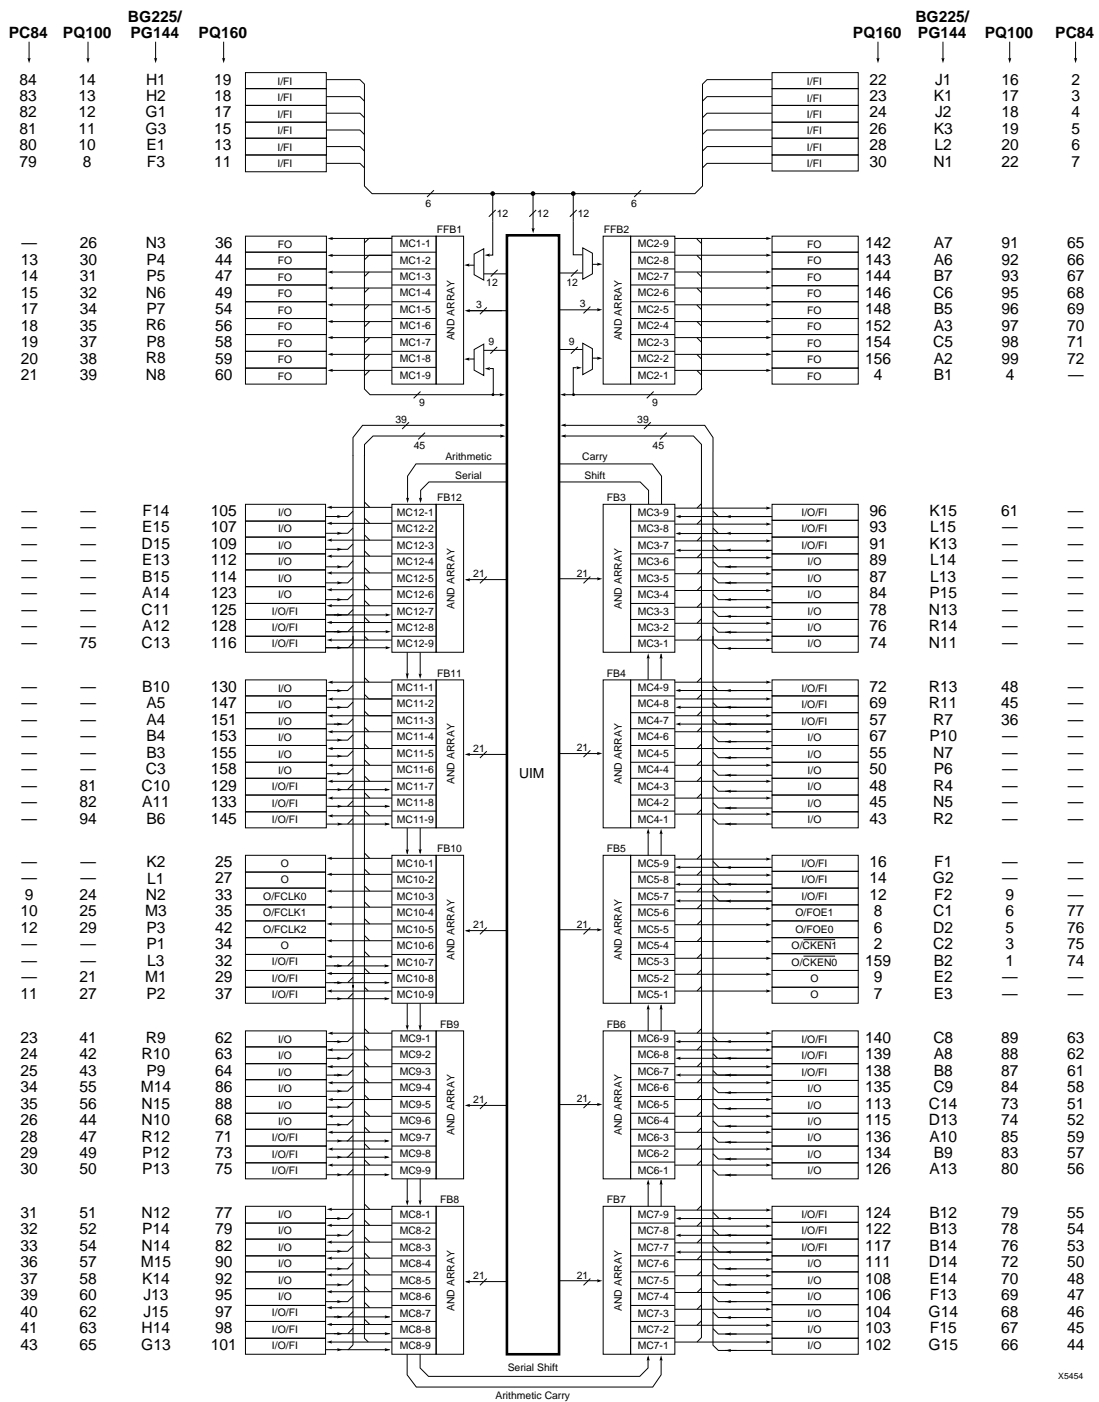 BG225/ BG225/
PC84 PQ100 PG144 PQ160 PQ160 PG144 PQ100 PC84
84 14 H1 19 I/FI I/FI 22 J1 16 2
83 13 H2 18 I/FI I/FI 23 K1 17 3
82 12 G1 17 I/FI I/FI 24 J2 18 4
81 11 G3 15 I/FI I/FI 26 K3 19 5
80 10 E1 13 I/FI I/FI 28 L2 20 6
79 8 F3 11 I/FI I/FI 30 N1 22 7
6 6
12 12 12
FFB1 FFB2
— 26 N3 36 FO MC1-1 MC2-9 FO 142 A7 91 65
13 30 P4 44 FO MC1-2 MC2-8 FO 143 A6 92 66
14 31 P5 47 FO MC1-3 12 12 MC2-7 FO 144 B7 93 67
15 32 N6 49 FO MC1-4 MC2-6 FO 146 C6 95 68
17 34 P7 54 FO MC1-5 AND ARRAY 3 3 AND ARRAY MC2-5 FO 148 B5 96 69
18 35 R6 56 FO MC1-6 MC2-4 FO 152 A3 97 70
19 37 P8 58 FO MC1-7 9 9 MC2-3 FO 154 C5 98 71
20 38 R8 59 FO MC1-8 MC2-2 FO 156 A2 99 72
21 39 N8 60 FO MC1-9 MC2-1 FO 4 B1 4 —
9 9
39 39
45 45
Arithmetic Carry
Serial Shift
FB12 FB3
— — F14 105 I/O MC12-1 MC3-9 I/O/FI 96 K15 61 —
— — E15 107 I/O MC12-2 MC3-8 I/O/FI 93 L15 — —
— — D15 109 I/O MC12-3 MC3-7 I/O/FI 91 K13 — —
— — E13 112 I/O MC12-4 MC3-6 I/O 89 L14 — —
— — B15 114 I/O MC12-5 AND ARRAY 21 21 AND ARRAY MC3-5 I/O 87 L13 — —
— — A14 123 I/O MC12-6 MC3-4 I/O 84 P15 — —
— — C11 125 I/O/FI MC12-7 MC3-3 I/O 78 N13 — —
— — A12 128 I/O/FI MC12-8 MC3-2 I/O 76 R14 — —
— 75 C13 116 I/O/FI MC12-9 MC3-1 I/O 74 N11 — —
FB11 FB4
— — B10 130 I/O MC11-1 MC4-9 I/O/FI 72 R13 48 —
— — A5 147 I/O MC11-2 MC4-8 I/O/FI 69 R11 45 —
— — A4 151 I/O MC11-3 MC4-7 I/O/FI 57 R7 36 —
— — B4 153 I/O MC11-4 MC4-6 I/O 67 P10 — —
— — B3 155 I/O MC11-5 AND ARRAY 21 21 AND ARRAY MC4-5 I/O 55 N7 — —
— — C3 158 I/O MC11-6 UIM MC4-4 I/O 50 P6 — —
— 81 C10 129 I/O/FI MC11-7 MC4-3 I/O 48 R4 — —
— 82 A11 133 I/O/FI MC11-8 MC4-2 I/O 45 N5 — —
— 94 B6 145 I/O/FI MC11-9 MC4-1 I/O 43 R2 — —
FB10 FB5
— — K2 25 O MC10-1 MC5-9 I/O/FI 16 F1 — —
— — L1 27 O MC10-2 MC5-8 I/O/FI 14 G2 — —
9 24 N2 33 O/FCLK0 MC10-3 MC5-7 I/O/FI 12 F2 9 —
10 25 M3 35 O/FCLK1 MC10-4 MC5-6 O/FOE1 8 C1 6 77
12 29 P3 42 O/FCLK2 MC10-5 AND ARRAY 21 21 AND ARRAY MC5-5 O/FOE0 6 D2 5 76
— — P1 34 O MC10-6 MC5-4 O/CKEN1 2 C2 3 75
— — L3 32 I/O/FI MC10-7 MC5-3 O/CKEN0 159 B2 1 74
— 21 M1 29 I/O/FI MC10-8 MC5-2 O 9 E2 — —
11 27 P2 37 I/O/FI MC10-9 MC5-1 O 7 E3 — —
FB9 FB6
23 41 R9 62 I/O MC9-1 MC6-9 I/O/FI 140 C8 89 63
24 42 R10 63 I/O MC9-2 MC6-8 I/O/FI 139 A8 88 62
25 43 P9 64 I/O MC9-3 MC6-7 I/O/FI 138 B8 87 61
34 55 M14 86 I/O MC9-4 MC6-6 I/O 135 C9 84 58
35 56 N15 88 I/O MC9-5 AND ARRAY 21 21 AND ARRAY MC6-5 I/O 113 C14 73 51
26 44 N10 68 I/O MC9-6 MC6-4 I/O 115 D13 74 52
28 47 R12 71 I/O/FI MC9-7 MC6-3 I/O 136 A10 85 59
29 49 P12 73 I/O/FI MC9-8 MC6-2 I/O 134 B9 83 57
30 50 P13 75 I/O/FI MC9-9 MC6-1 I/O 126 A13 80 56
FB8 FB7
31 51 N12 77 I/O MC8-1 MC7-9 I/O/FI 124 B12 79 55
32 52 P14 79 I/O MC8-2 MC7-8 I/O/FI 122 B13 78 54
33 54 N14 82 I/O MC8-3 MC7-7 I/O/FI 117 B14 76 53
36 57 M15 90 I/O MC8-4 MC7-6 I/O 111 D14 72 50
37 58 K14 92 I/O MC8-5 AND ARRAY 21 21 AND ARRAY MC7-5 I/O 108 E14 70 48
39 60 J13 95 I/O MC8-6 MC7-4 I/O 106 F13 69 47
40 62 J15 97 I/O/FI MC8-7 MC7-3 I/O 104 G14 68 46
41 63 H14 98 I/O/FI MC8-8 MC7-2 I/O 103 F15 67 45
43 65 G13 101 I/O/FI MC8-9 MC7-1 I/O 102 G15 66 44
Serial Shift
Arithmetic Carry
X5454